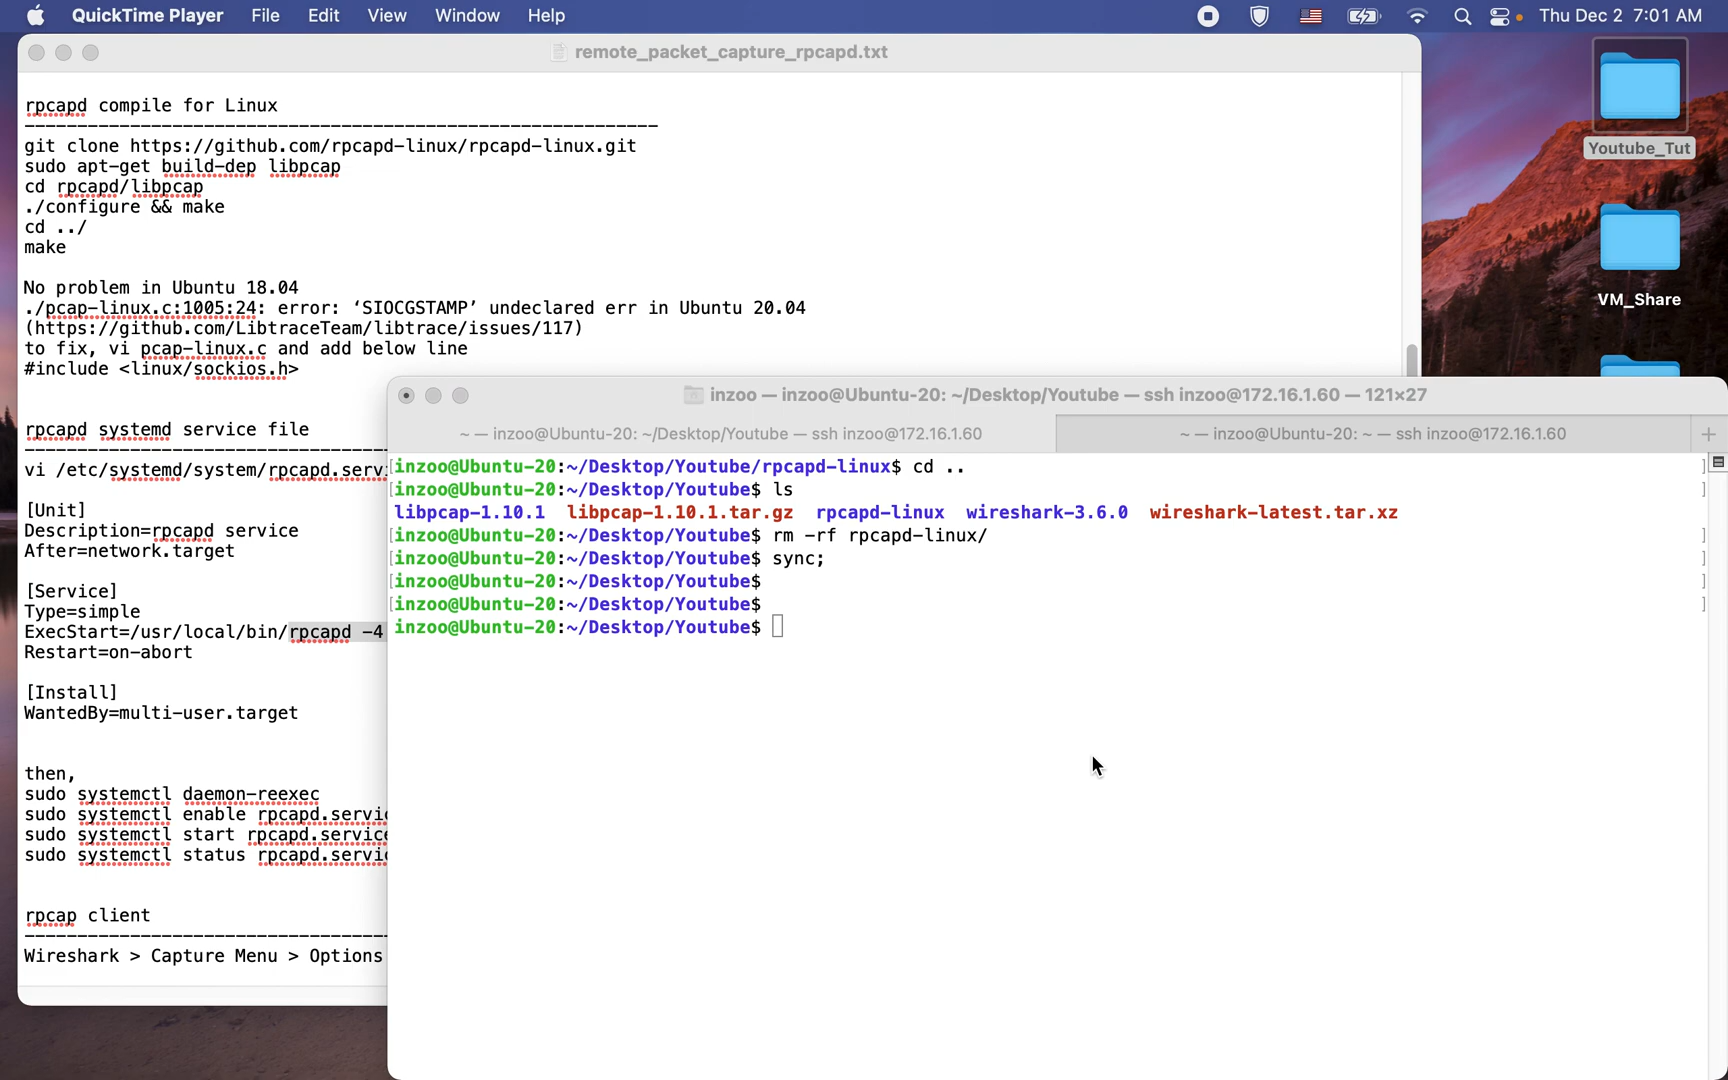 QuickTime Player File Edit View Window Help Thu Dec 2 7:01 AM
remote_packet_capture_rpcapd.txt
rpcapd compile for Linux
------------------------------------------------------------
git clone https://github.com/rpcapd-linux/rpcapd-linux.git
sudo apt-get build-dep libpcap
cd rpcapd/libpcap
./configure && make
cd ../
make
No problem in Ubuntu 18.04
./pcap-linux.c:1005:24: error: ‘SIOCGSTAMP’ undeclared err in Ubuntu 20.04
(https://github.com/LibtraceTeam/libtrace/issues/117)
to fix, vi pcap-linux.c and add below line
#include <linux/sockios.h>
rpcapd systemd service file
vi /etc/systemd/system/rpcapd.serv
[Unit]
Description=rpcapd service
After=network.target
[Service]
Type=simple
ExecStart=/usr/local/bin/rpcapd -4
Restart=on-abort
[Install]
WantedBy=multi-user.target
then,
sudo systemctl daemon-reexec
sudo systemctl enable rpcapd.servi
sudo systemctl start rpcapd.service
sudo systemctl status rpcapd.servi
rpcap client
Wireshark > Capture Menu > Options
inzoo — inzoo@Ubuntu-20: ~/Desktop/Youtube — ssh inzoo@172.16.1.60 — 121×27
~ — inzoo@Ubuntu-20: ~/Desktop/Youtube — ssh inzoo@172.16.1.60
~ — inzoo@Ubuntu-20: ~ — ssh inzoo@172.16.1.60
+
[inzoo@Ubuntu-20:~/Desktop/Youtube/rpcapd-linux$ cd .. ]
[inzoo@Ubuntu-20:~/Desktop/Youtube$ ls ]
libpcap-1.10.1 libpcap-1.10.1.tar.gz rpcapd-linux wireshark-3.6.0 wireshark-latest.tar.xz
[inzoo@Ubuntu-20:~/Desktop/Youtube$ rm -rf rpcapd-linux/ ]
[inzoo@Ubuntu-20:~/Desktop/Youtube$ sync; ]
[inzoo@Ubuntu-20:~/Desktop/Youtube$ ]
[inzoo@Ubuntu-20:~/Desktop/Youtube$ ]
inzoo@Ubuntu-20:~/Desktop/Youtube$
Youtube_Tut
VM_Share